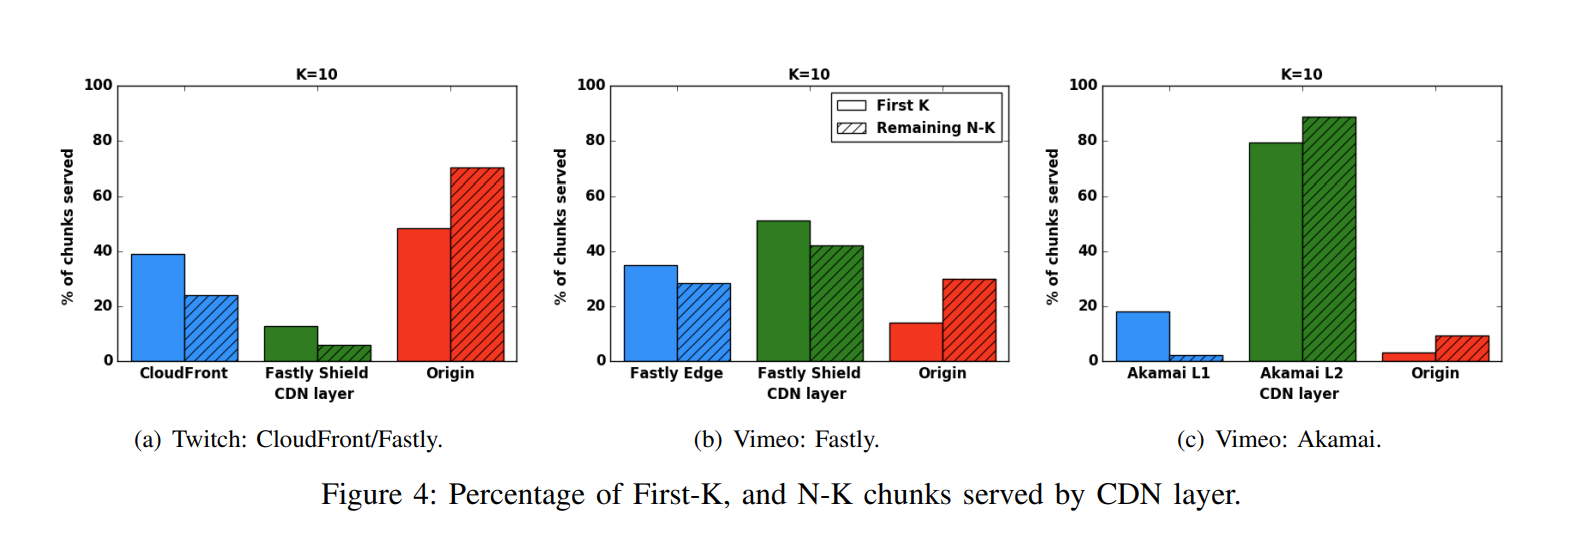 K=10
100
80
60
40
20
0
% of chunks served
CloudFront Fastly Shield Origin
CDN layer
(a) Twitch: CloudFront/Fastly.
K=10
100
80
60
40
20
0
% of chunks served
First K
Remaining N-K
Fastly Edge Fastly Shield Origin
CDN layer
(b) Vimeo: Fastly.
K=10
100
80
60
40
20
0
% of chunks served
Akamai L1 Akamai L2 Origin
CDN layer
(c) Vimeo: Akamai.
Figure 4: Percentage of First-K, and N-K chunks served by CDN layer.